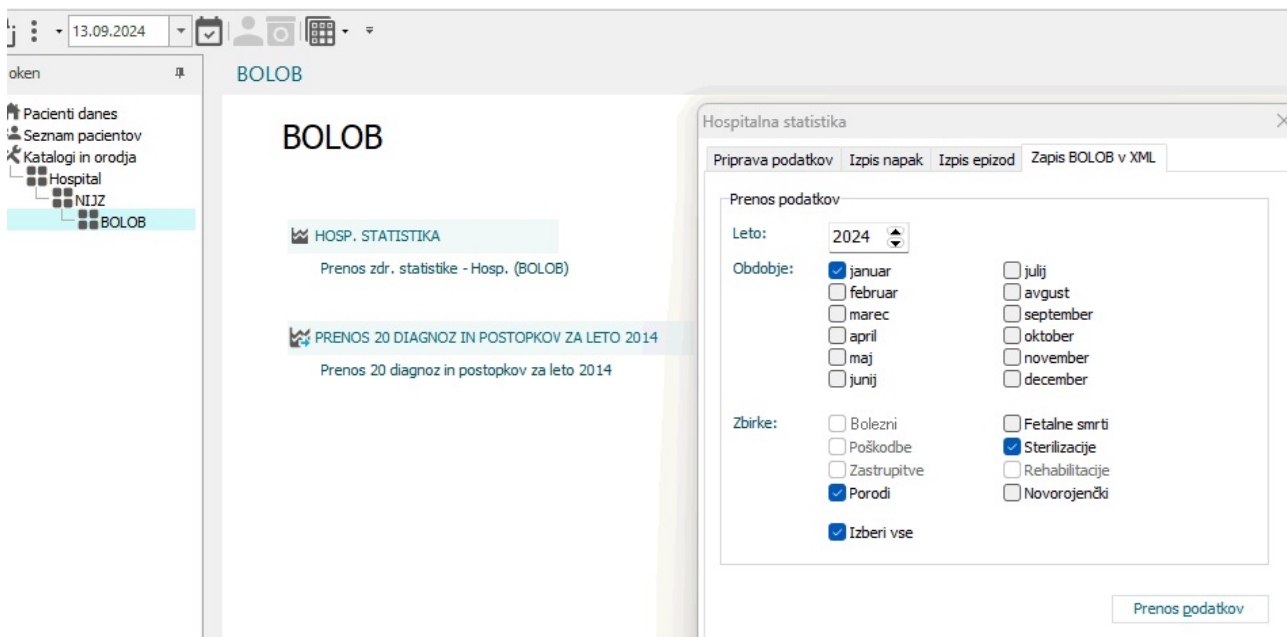 13.09.2024
oken
BOLOB
Pacienti danes
Seznam pacientov
Katalogi in orodja
Hospital
NIJZ
BOLOB
BOLOB
HOSP. STATISTIKA
Prenos zdr. statistike - Hosp. (BOLOB)
PRENOS 20 DIAGNOZ IN POSTOPKOV ZA LETO 2014
Prenos 20 diagnoz in postopkov za leto 2014
Hospitalna statistika
Priprava podatkov Izpis napak Izpis epizod Zapis BOLOB v XML
Prenos podatkov
Leto: 2024
Obdobje: januar julij
februar avgust
marec september
april oktober
maj november
junij december
Zbirke: Bolezni Fetalne smrti
Poškodbe Sterilizacije
Zastrupitve Rehabilitacije
Porodi Novorojenčki
Izberi vse
Prenos podatkov